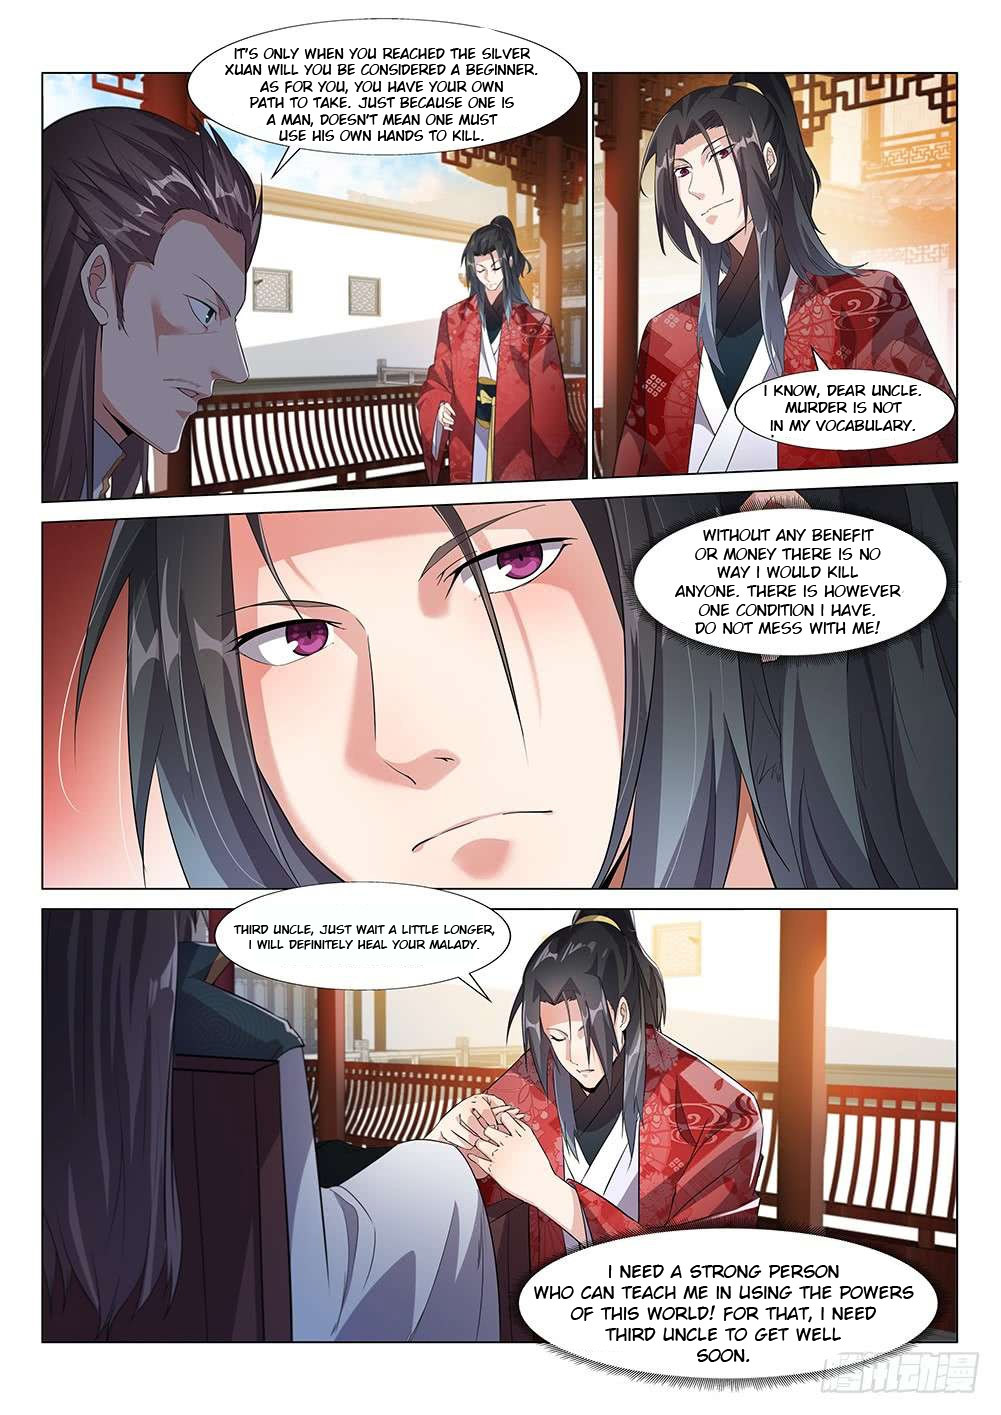 IT'S ONLY WHEN YOU REACHED THE SILVER
XUAN WILL YOU BE CONSIDERED A BEGINNER.
AS FOR YOU, YOU HAVE YOUR OWN
PATH TO TAKE. JUST BECAUSE ONE IS
A MAN, DOESN'T MEAN ONE MUST
USE HIS OWN HANDS TO KILL.
I KNOW, DEAR UNCLE.
MURDER IS NOT
IN MY VOCABULARY.
WITHOUT ANY BENEFIT
OR MONEY THERE IS NO
WAY I WOULD KILL
ANYONE. THERE IS HOWEVER
ONE CONDITION I HAVE.
DO NOT MESS WITH ME!
THIRD UNCLE, JUST WAIT A LITTLE LONGER,
I WILL DEFINITELY HEAL YOUR MALADY.
I NEED A STRONG PERSON
WHO CAN TEACH ME IN USING THE POWERS
OF THIS WORLD! FOR THAT, I NEED
THIRD UNCLE TO GET WELL
SOON.
腾讯动漫